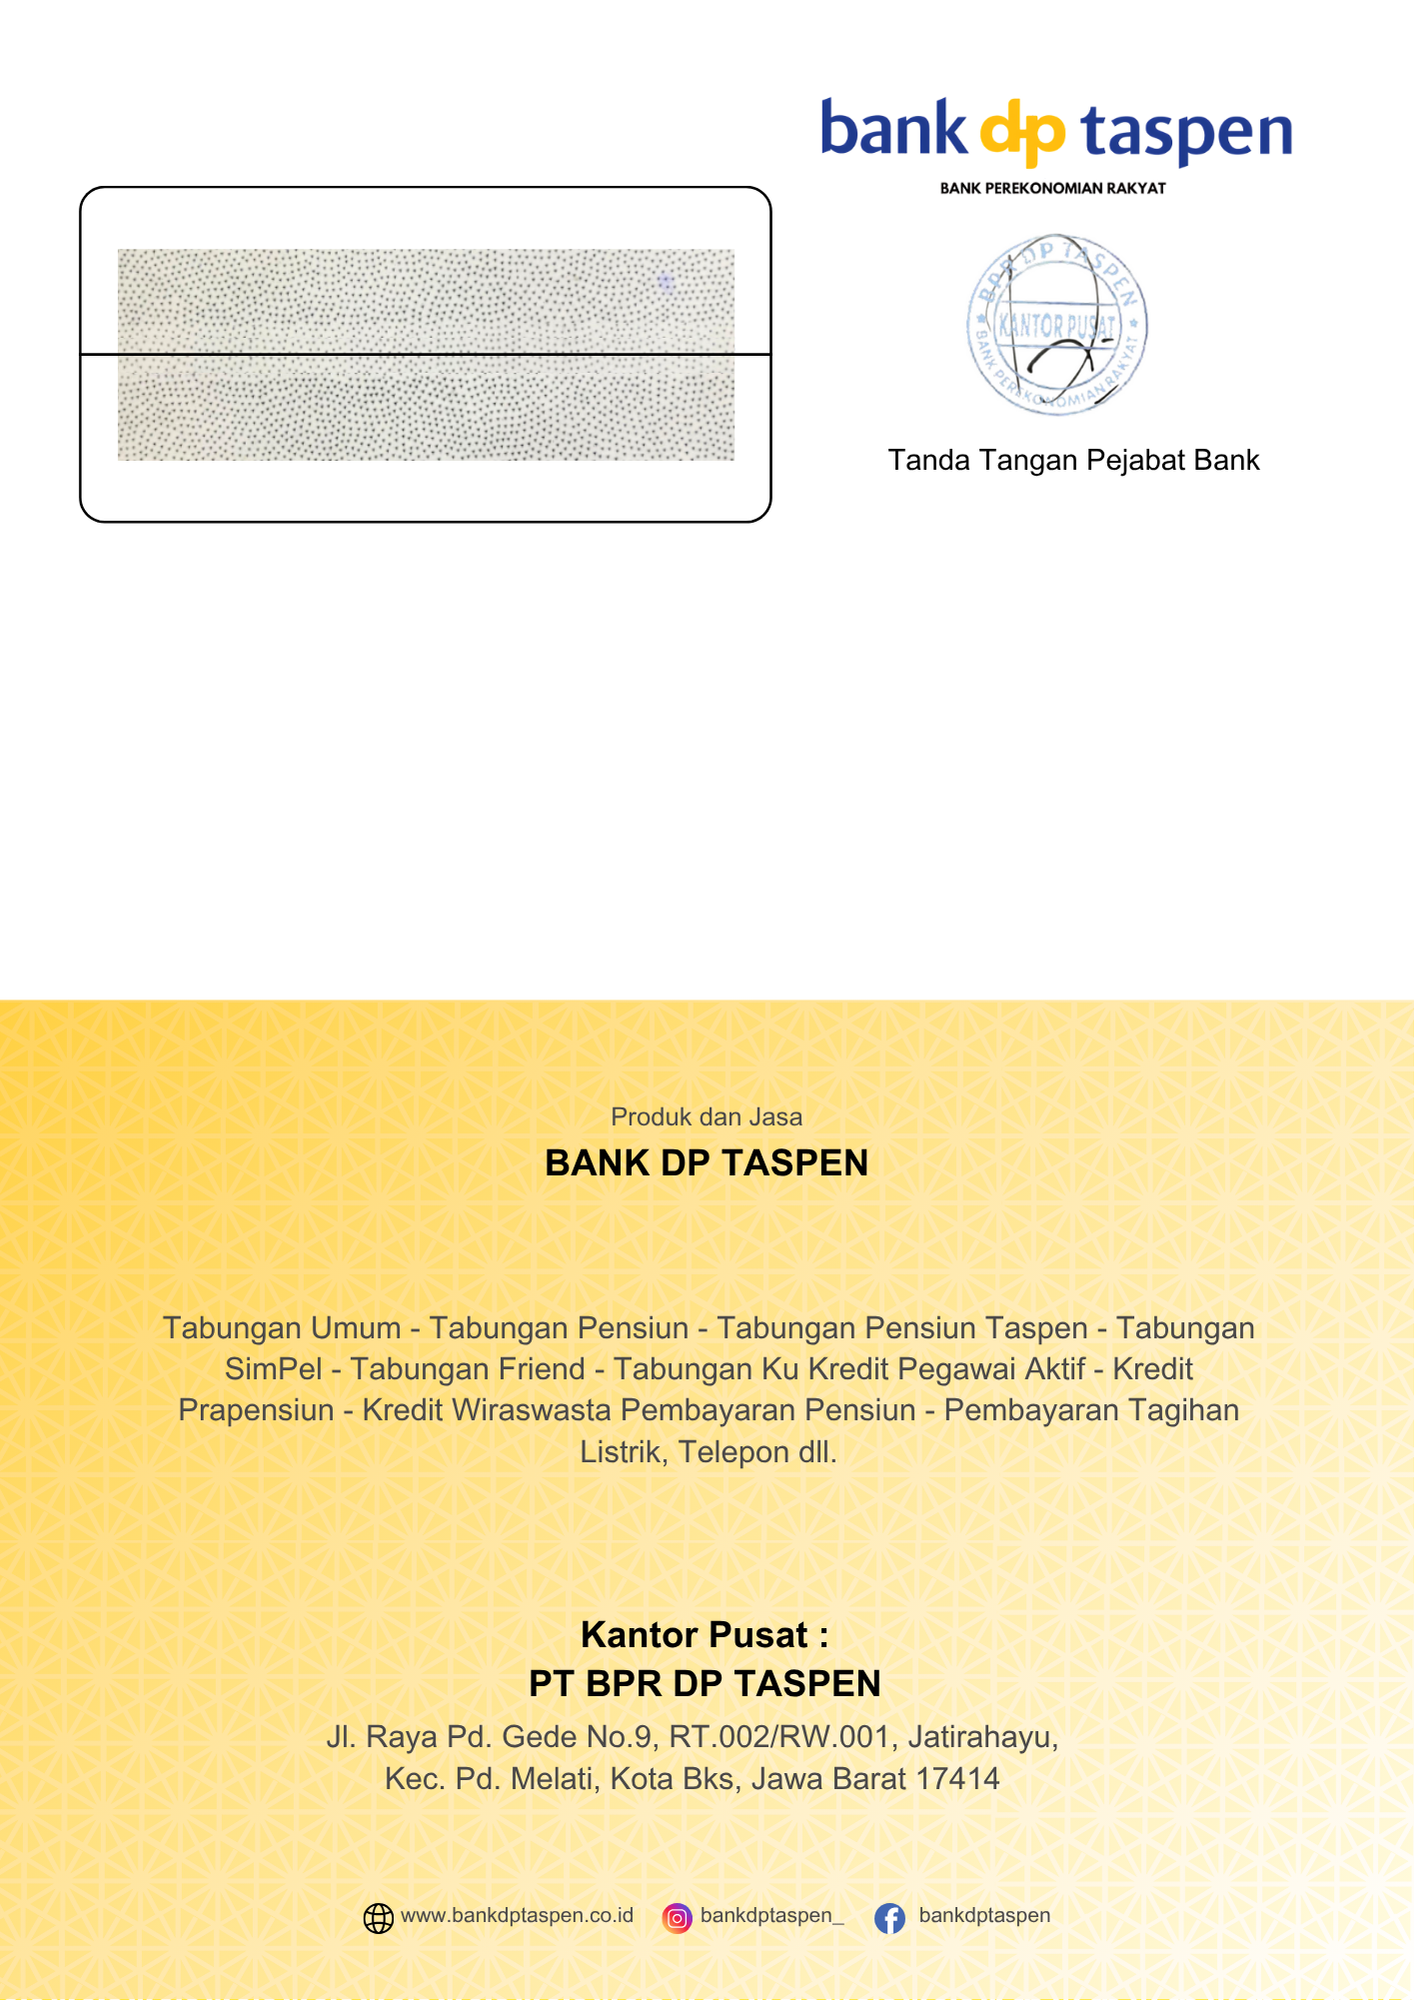 bank dp taspen
BANK PEREKONOMIAN RAKYAT
BPR DP TASPEN
KANTOR PUSAT
BANK PEREKONOMIAN RAKYAT
Tanda Tangan Pejabat Bank
Produk dan Jasa
BANK DP TASPEN
Tabungan Umum - Tabungan Pensiun - Tabungan Pensiun Taspen - Tabungan
SimPel - Tabungan Friend - Tabungan Ku Kredit Pegawai Aktif - Kredit
Prapensiun - Kredit Wiraswasta Pembayaran Pensiun - Pembayaran Tagihan
Listrik, Telepon dll.
Kantor Pusat :
PT BPR DP TASPEN
Jl. Raya Pd. Gede No.9, RT.002/RW.001, Jatirahayu,
Kec. Pd. Melati, Kota Bks, Jawa Barat 17414
www.bankdptaspen.co.id bankdptaspen_ bankdptaspen